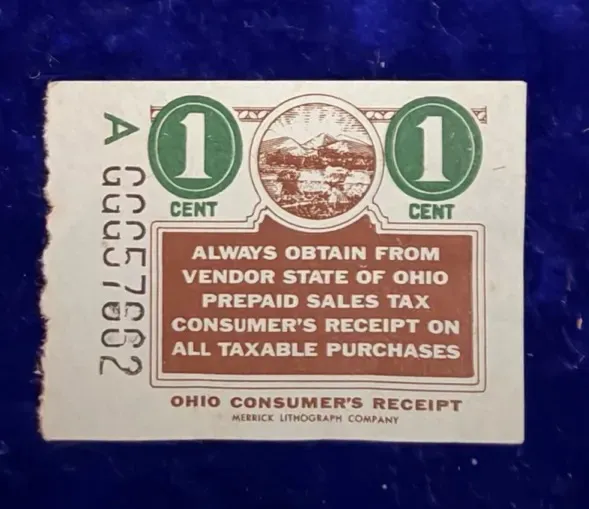 1
CENT
1
CENT
A
ALWAYS OBTAIN FROM
VENDOR STATE OF OHIO
PREPAID SALES TAX
CONSUMER'S RECEIPT ON
ALL TAXABLE PURCHASES
OHIO CONSUMER'S RECEIPT
MERRICK LITHOGRAPH COMPANY